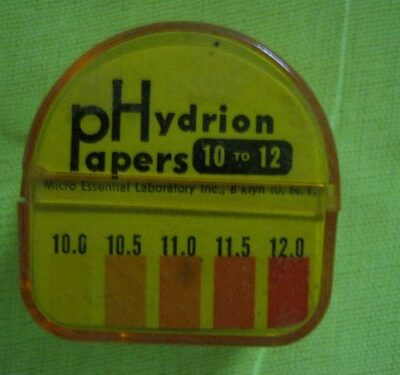 pHydrion
Papers 10 TO 12
Micro Essential Laboratory Inc., B'klyn 10, N.Y.
10.0 10.5 11.0 11.5 12.0